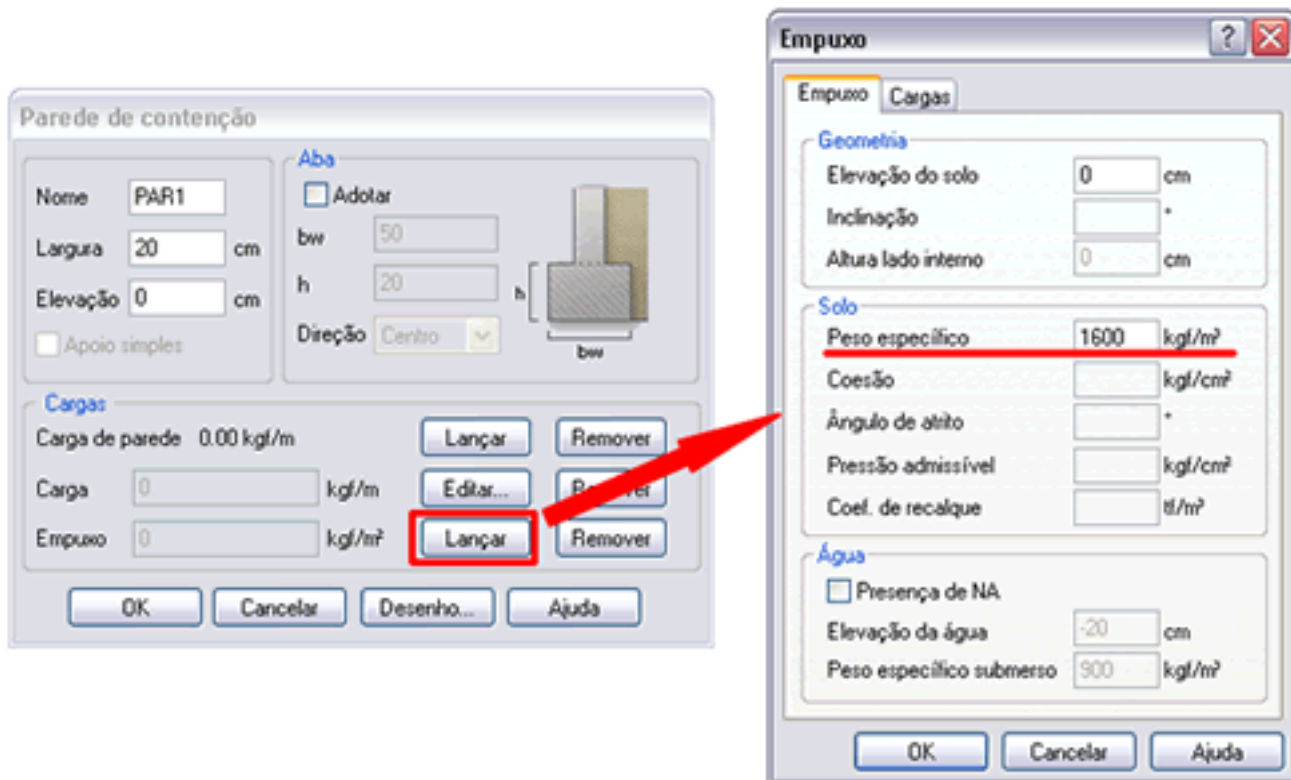 Parede de contenção
Nome PAR1
Largura 20 cm
Elevação 0 cm
Apoio simples
Aba
Adotar
bw 50
h 20
Direção Centro
h
bw
Cargas
Carga de parede 0.00 kgf/m Lançar Remover
Carga 0 kgf/m Editar... Remover
Empuxo 0 kgf/m² Lançar Remover
OK Cancelar Desenho... Ajuda
Empuxo
Empuxo Cargas
Geometria
Elevação do solo 0 cm
Inclinação °
Altura lado interno 0 cm
Solo
Peso específico 1600 kgf/m³
Coesão kgf/cm²
Ângulo de atrito °
Pressão admissível kgf/cm²
Coef. de recalque tf/m³
Água
Presença de NA
Elevação da água -20 cm
Peso específico submerso 900 kgf/m³
OK Cancelar Ajuda